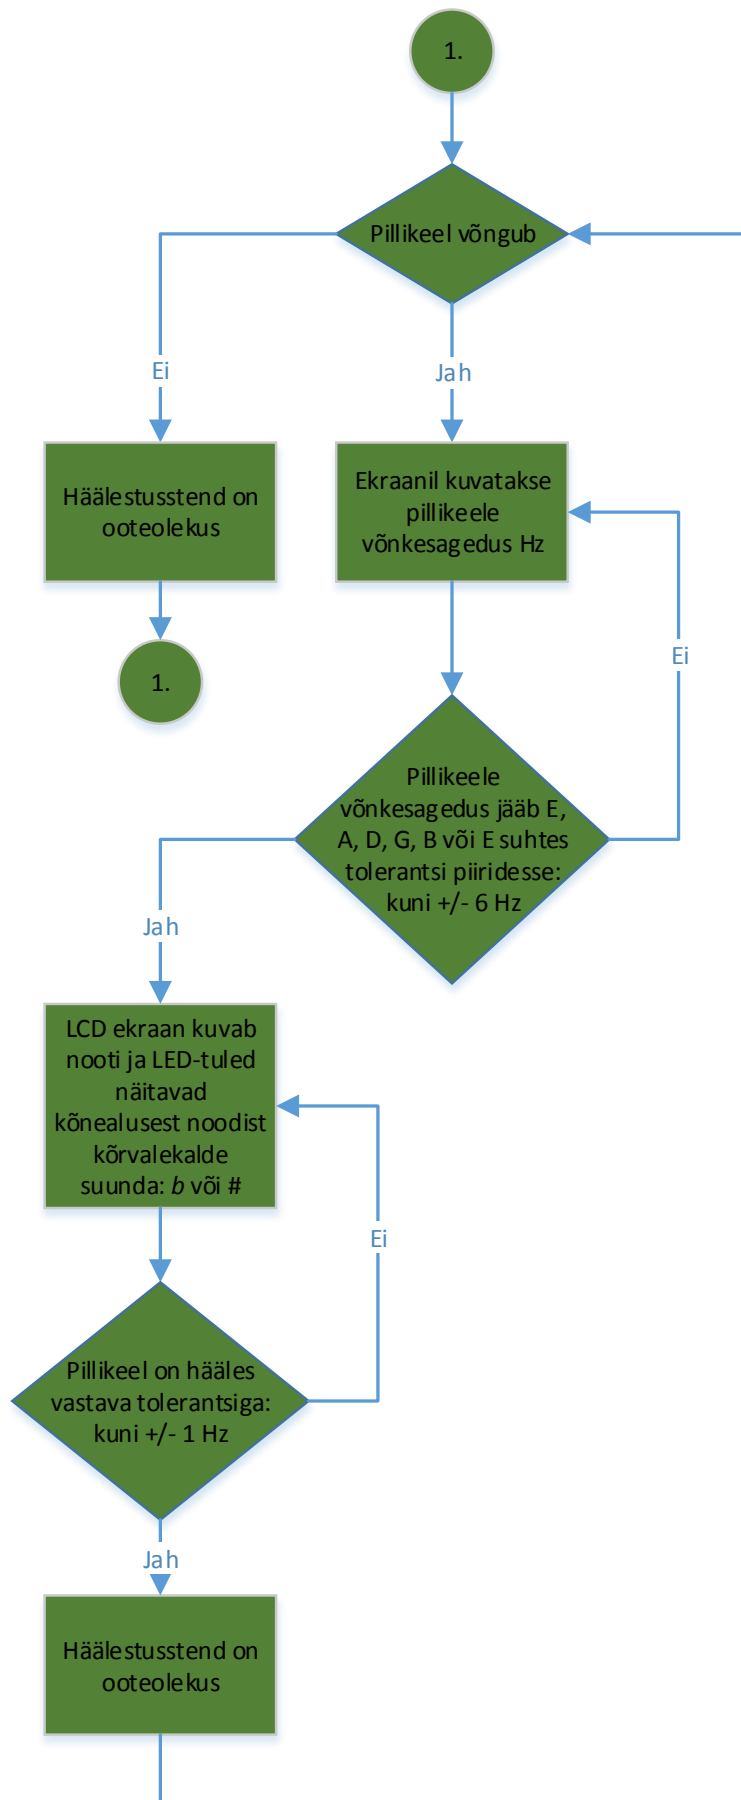 1.
Pillikeel võngub
Ei
Jah
Häälestusstend on
ooteolekus
Ekraanil kuvatakse
pillikeele
võnkesagedus Hz
1.
Ei
Pillikeele
võnkesagedus jääb E,
A, D, G, B või E suhtes
tolerantsi piiridesse:
kuni +/- 6 Hz
Jah
LCD ekraan kuvab
nooti ja LED-tuled
näitavad
kõnealusest noodist
kõrvalekalde
suunda: b või #
Ei
Pillikeel on hääles
vastava tolerantsiga:
kuni +/- 1 Hz
Jah
Häälestusstend on
ooteolekus